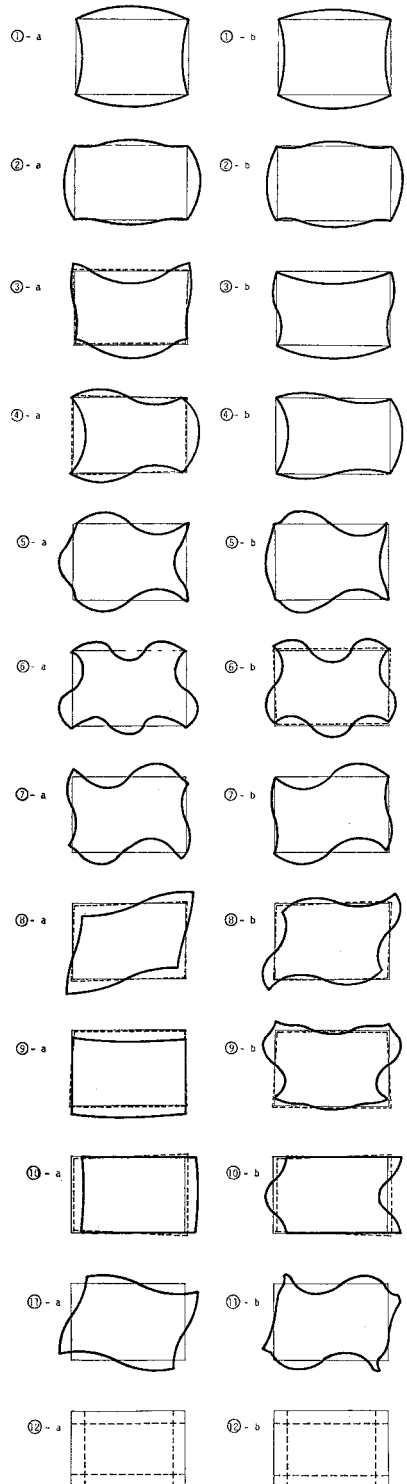 ①- a ①- b
②- a ②- b
③- a ③- b
④- a ④- b
⑤- a ⑤- b
⑥- a ⑥- b
⑦- a ⑦- b
⑧- a ⑧- b
⑨- a ⑨- b
⑩- a ⑩- b
⑪- a ⑪- b
⑫- a ⑫- b